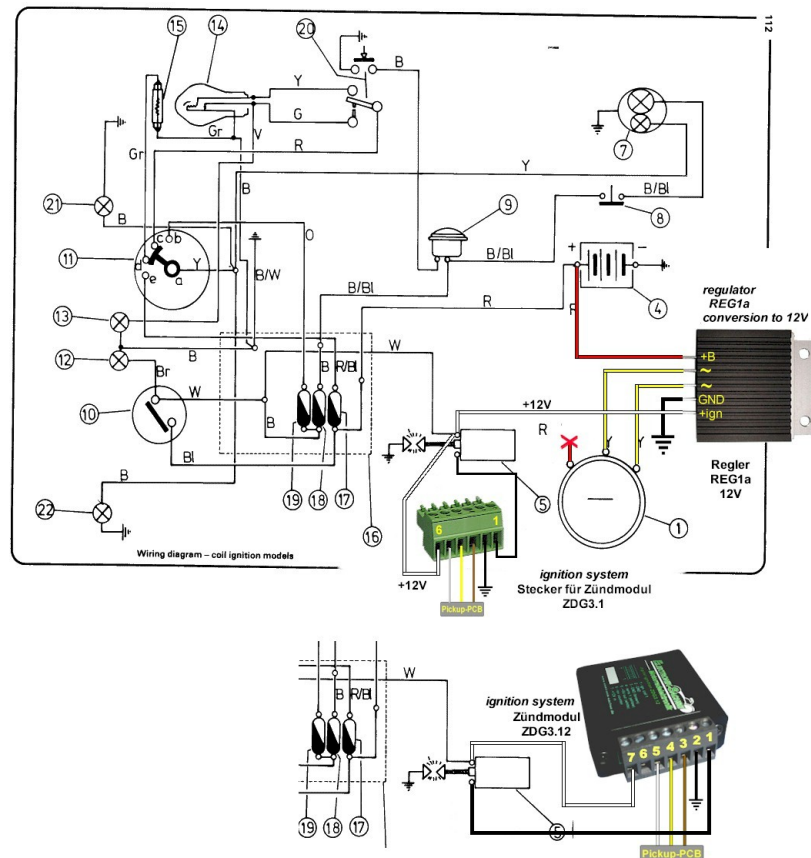 112
15
14
20
B
Y
G
Gr
V
R
Gr
Y
7
B
21
B
9
B/Bl
8
O
c
b
d
e
a
11
Y
B/W
B/Bl
B/Bl
+
−
4
R
R
13
12
B
Br
W
W
10
B
B
R/Bl
Bl
19
18
17
16
B
22
Wiring diagram – coil ignition models
regulator
REG1a
conversion to 12V
+B
~
~
GND
+ign
Regler
REG1a
12V
+12V
R
Y
Y
5
1
6
1
+12V
Pickup-PCB
ignition system
Stecker für Zündmodul
ZDG3.1
W
B
R/Bl
19
18
17
5
ignition system
Zündmodul
ZDG3.12
7 6 5 4 3 2 1
Pickup-PCB